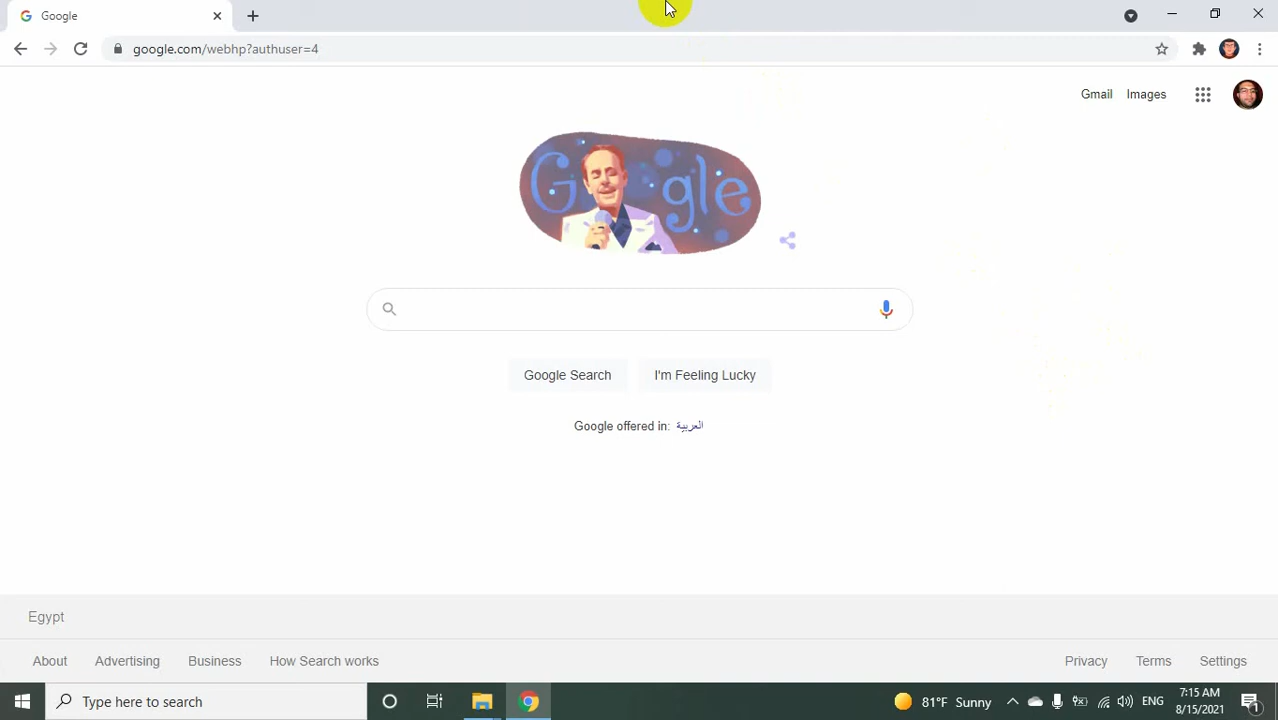 Google
google.com/webhp?authuser=4
Gmail Images
Google
Google Search I'm Feeling Lucky
Google offered in: العربية
Egypt
About Advertising Business How Search works Privacy Terms Settings
Type here to search 81°F Sunny ENG 7:15 AM
8/15/2021 1